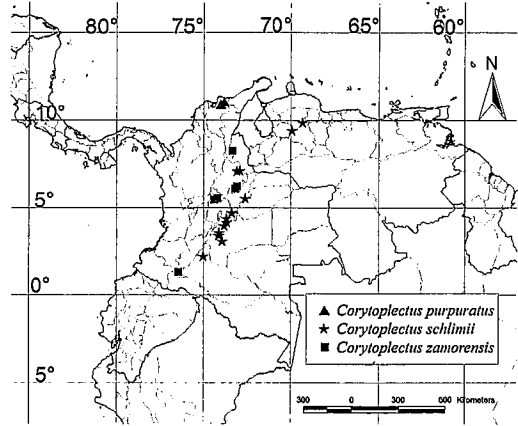 80° 75° 70° 65° 60°
N
10°
5°
0°
5°
▲ Corytoplectus purpuratus
★ Corytoplectus schlimii
■ Corytoplectus zamorensis
300 0 300 600 Kilometers